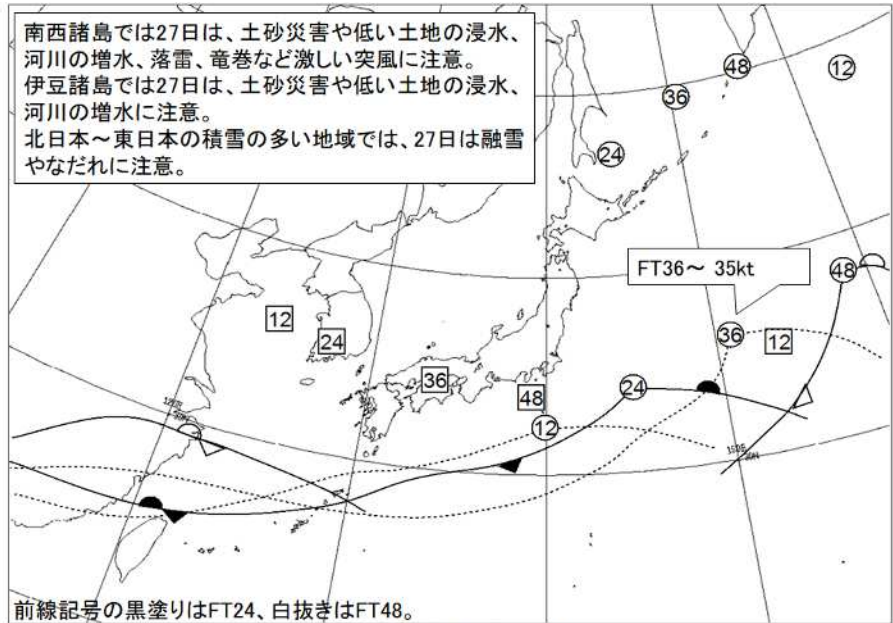 南西諸島では27日は、土砂災害や低い土地の浸水、
河川の増水、落雷、竜巻など激しい突風に注意。
伊豆諸島では27日は、土砂災害や低い土地の浸水、
河川の増水に注意。
北日本～東日本の積雪の多い地域では、27日は融雪
やなだれに注意。
48
12
36
24
FT36～ 35kt
48
12
24
36
12
36
24
48
12
120E
30N
150E
30N
前線記号の黒塗りはFT24、白抜きはFT48。